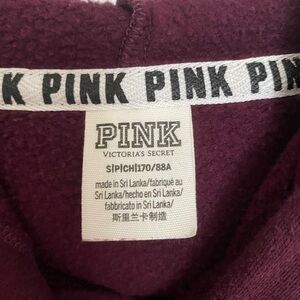 K PINK PINK PIN
PINK
VICTORIA'S SECRET
S|P|CH|170/88A
made in Sri Lanka/fabriqué au
Sri Lanka/hecho en Sri Lanka/
fabbricato in Sri Lanka/
斯里兰卡制造